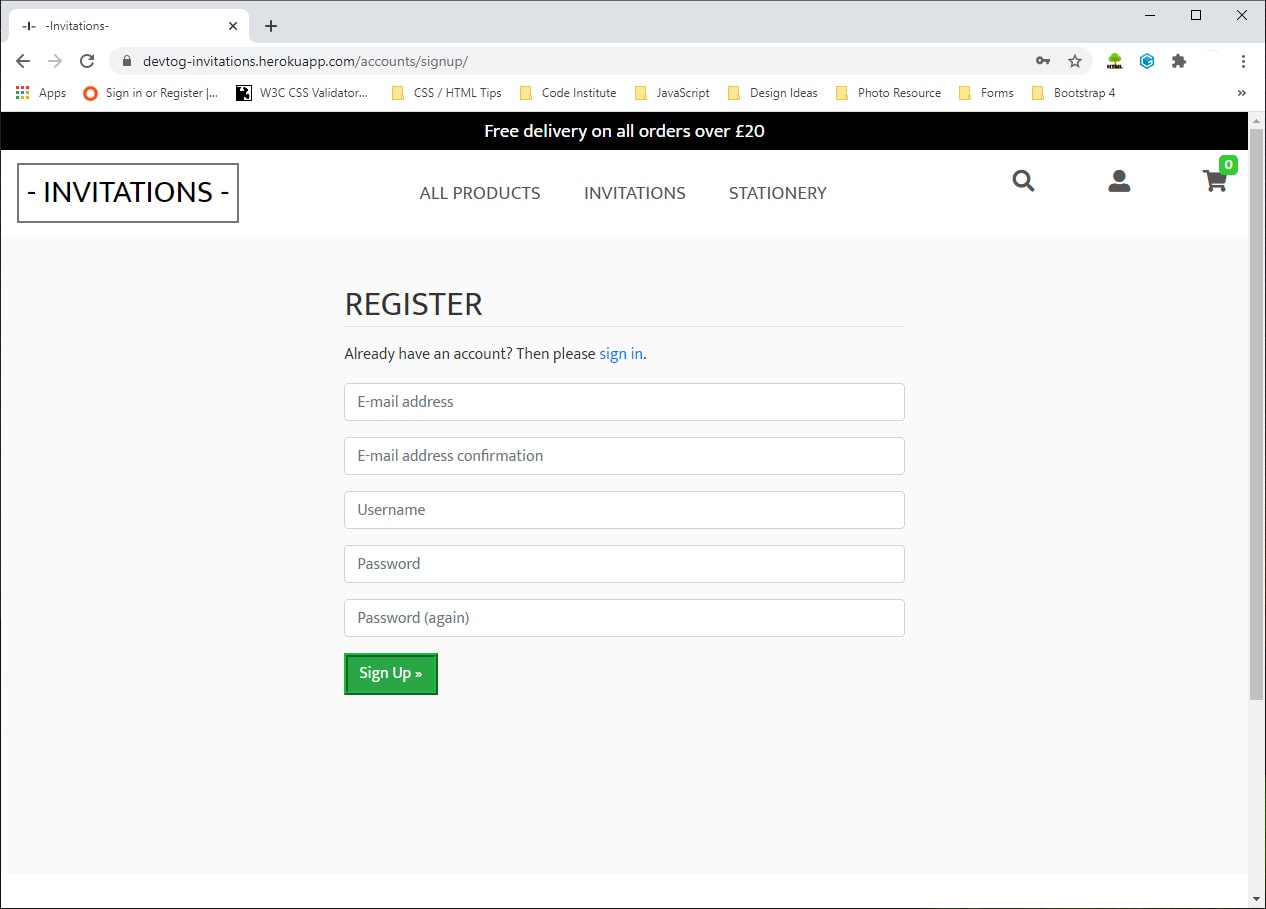 -I- -Invitations-
devtog-invitations.herokuapp.com/accounts/signup/
Apps Sign in or Register |... W3C CSS Validator... CSS / HTML Tips Code Institute JavaScript Design Ideas Photo Resource Forms Bootstrap 4 »
Free delivery on all orders over £20
- INVITATIONS - ALL PRODUCTS INVITATIONS STATIONERY 0
REGISTER
Already have an account? Then please sign in.
E-mail address
E-mail address confirmation
Username
Password
Password (again)
Sign Up »